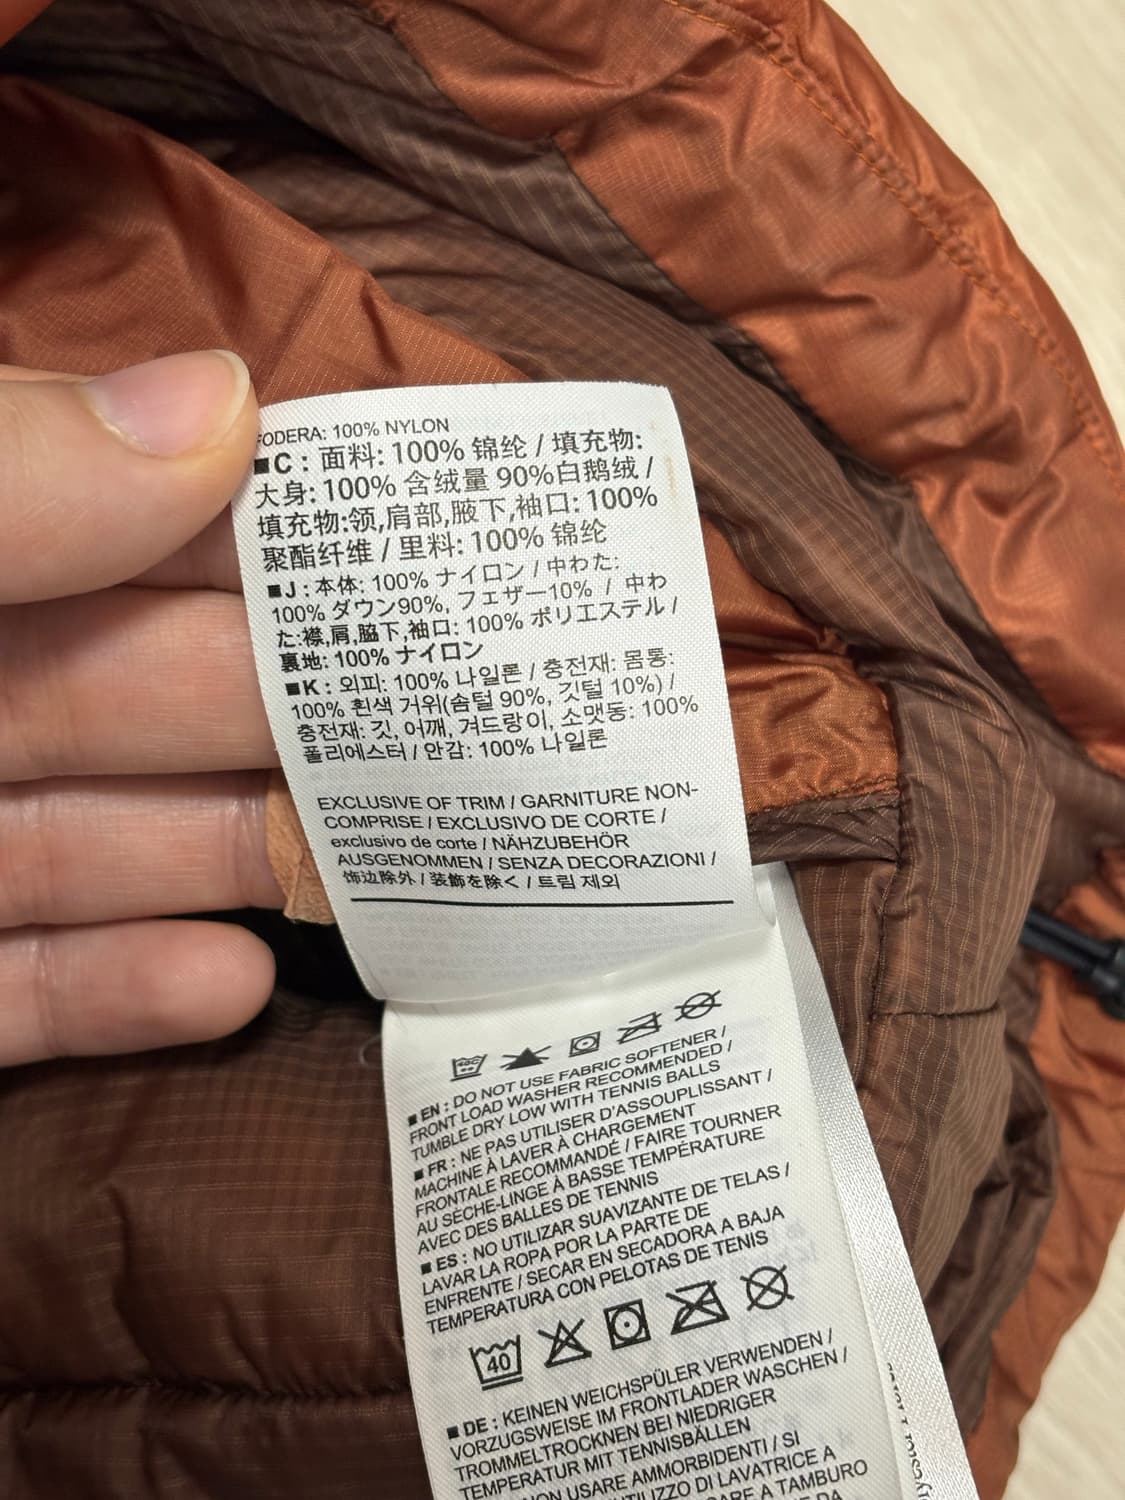 FODERA: 100% NYLON
■C : 面料: 100% 锦纶 / 填充物:
大身: 100% 含绒量 90%白鹅绒 /
填充物:领,肩部,腋下,袖口: 100%
聚酯纤维 / 里料: 100% 锦纶
■J : 本体: 100% ナイロン / 中わた:
100% ダウン90%, フェザー10% / 中わ
た:襟,肩,脇下,袖口: 100% ポリエステル /
裏地: 100% ナイロン
■K : 외피: 100% 나일론 / 충전재: 몸통:
100% 흰색 거위(솜털 90%, 깃털 10%) /
충전재: 깃, 어깨, 겨드랑이, 소맷동: 100%
폴리에스터 / 안감: 100% 나일론
EXCLUSIVE OF TRIM / GARNITURE NON-
COMPRISE / EXCLUSIVO DE CORTE /
exclusivo de corte / NÄHZUBEHÖR
AUSGENOMMEN / SENZA DECORAZIONI /
饰边除外 / 装飾を除く / 트림 제외
■ EN : DO NOT USE FABRIC SOFTENER /
FRONT LOAD WASHER RECOMMENDED /
TUMBLE DRY LOW WITH TENNIS BALLS
■ FR : NE PAS UTILISER D'ASSOUPLISSANT /
MACHINE À LAVER À CHARGEMENT
FRONTALE RECOMMANDÉ / FAIRE TOURNER
AU SÈCHE-LINGE À BASSE TEMPÉRATURE
AVEC DES BALLES DE TENNIS
■ ES : NO UTILIZAR SUAVIZANTE DE TELAS /
LAVAR LA ROPA POR LA PARTE DE
ENFRENTE / SECAR EN SECADORA A BAJA
TEMPERATURA CON PELOTAS DE TENIS
40
■ DE : KEINEN WEICHSPÜLER VERWENDEN /
VORZUGSWEISE IM FRONTLADER WASCHEN /
TROMMELTROCKNEN BEI NIEDRIGER
TEMPERATUR MIT TENNISBÄLLEN
NON USARE AMMORBIDENTI / SI
UTILIZZO DI LAVATRICE A
A TAMBURO
DA